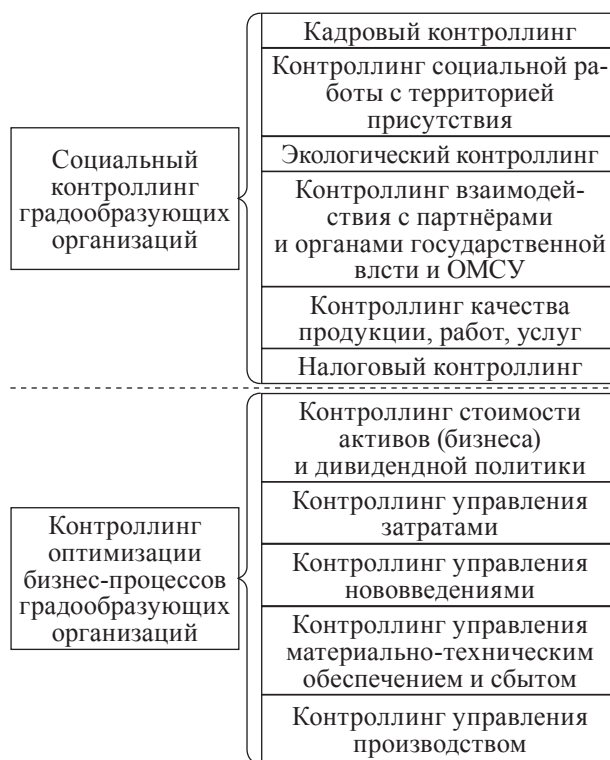 Социальный
контроллинг
градообразующих
организаций
Кадровый контроллинг
Контроллинг социальной ра-
боты с территорией
присутствия
Экологический контроллинг
Контроллинг взаимодей-
ствия с партнёрами
и органами государственной
влсти и ОМСУ
Контроллинг качества
продукции, работ, услуг
Налоговый контроллинг
Контроллинг
оптимизации
бизнес-процессов
градообразующих
организаций
Контроллинг стоимости
активов (бизнеса)
и дивидендной политики
Контроллинг управления
затратами
Контроллинг управления
нововведениями
Контроллинг управления
материально-техническим
обеспечением и сбытом
Контроллинг управления
производством